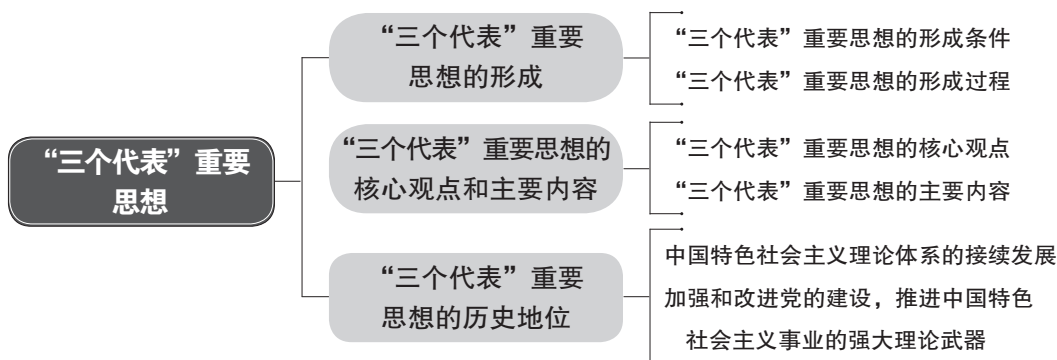 “三个代表”重要
思想
“三个代表”重要
思想的形成
“三个代表”重要思想的形成条件
“三个代表”重要思想的形成过程
“三个代表”重要思想的
核心观点和主要内容
“三个代表”重要思想的核心观点
“三个代表”重要思想的主要内容
“三个代表”重要
思想的历史地位
中国特色社会主义理论体系的接续发展
加强和改进党的建设，推进中国特色
社会主义事业的强大理论武器